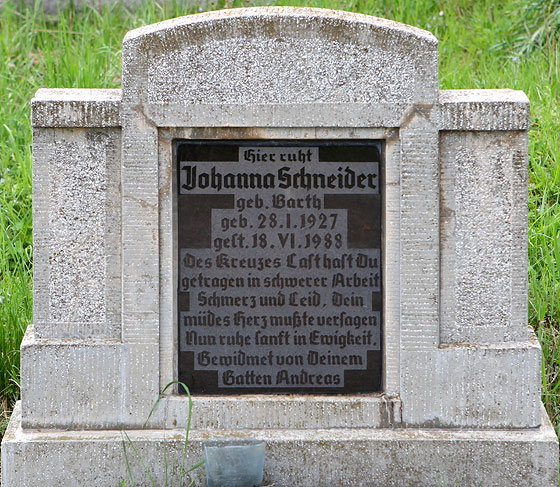 Hier ruht
Johanna Schneider
geb. Barth
geb. 28.I.1927
gest. 18.VI.1988
Des Kreuzes Last hast Du
getragen in schwerer Arbeit
Schmerz und Leid. Dein
müdes Herz mußte versagen
Nun ruhe sanft in Ewigkeit.
Gewidmet von Deinem
Gatten Andreas